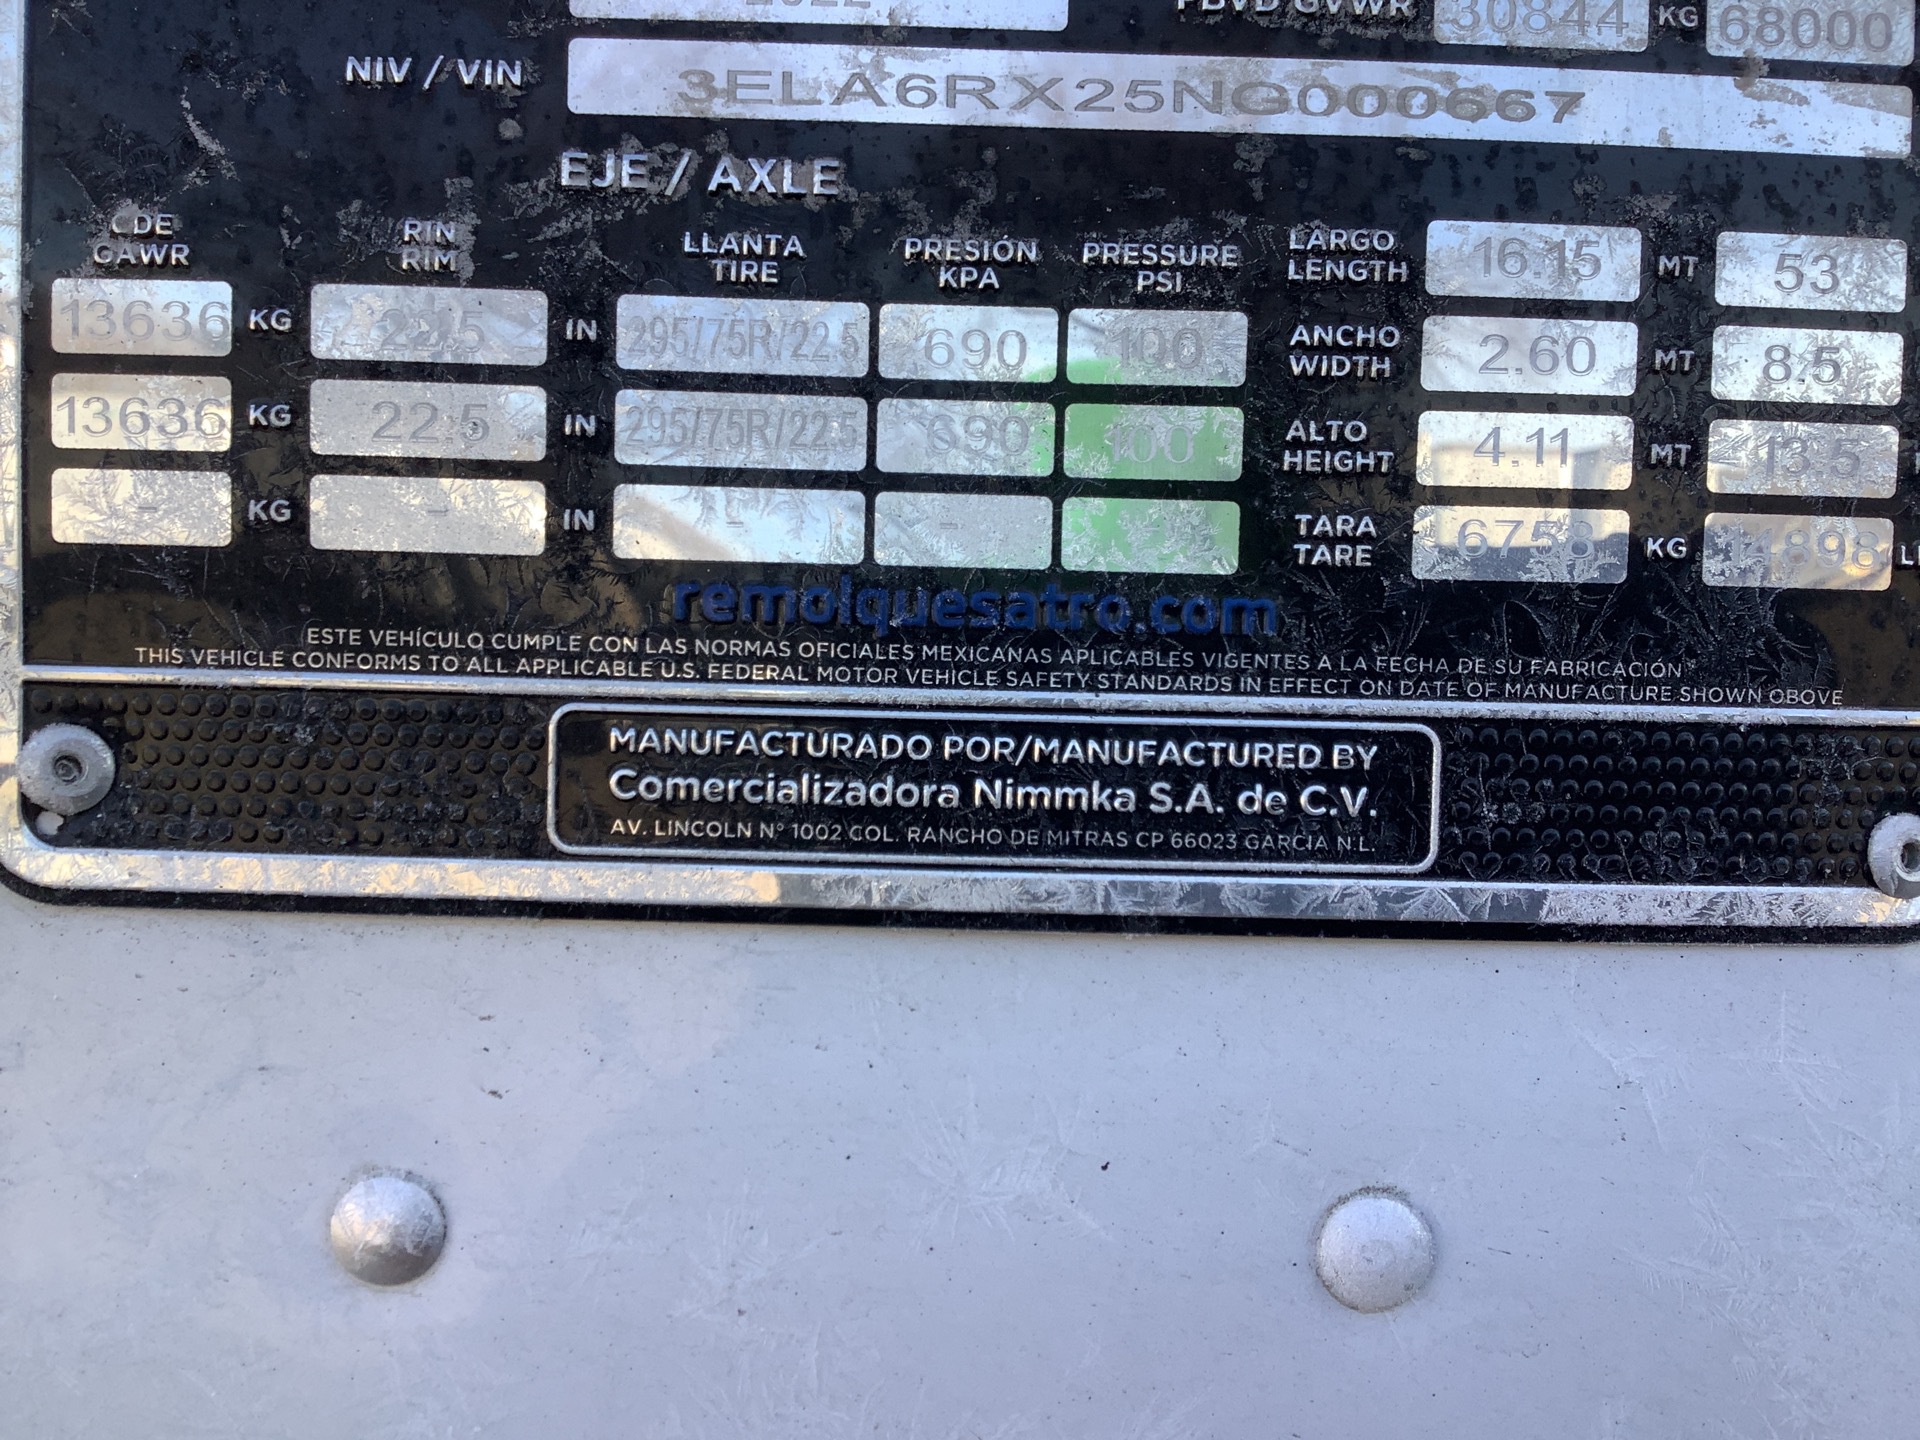 2022 PBVD GVWR 30844 KG 68000
NIV / VIN 3ELA6RX25NG000667
EJE / AXLE
CDE GAWR RIN RIM LLANTA TIRE PRESIÓN KPA PRESSURE PSI LARGO LENGTH 16.15 MT 53
13636 KG 22.5 IN 295/75R/22.5 690 100 ANCHO WIDTH 2.60 MT 8.5
13636 KG 22.5 IN 295/75R/22.5 690 100 ALTO HEIGHT 4.11 MT 13.5
- KG - IN - - - TARA TARE 6758 KG 14898
remolquesatro.com
ESTE VEHÍCULO CUMPLE CON LAS NORMAS OFICIALES MEXICANAS APLICABLES VIGENTES A LA FECHA DE SU FABRICACIÓN
THIS VEHICLE CONFORMS TO ALL APPLICABLE U.S. FEDERAL MOTOR VEHICLE SAFETY STANDARDS IN EFFECT ON DATE OF MANUFACTURE SHOWN OBOVE
MANUFACTURADO POR/MANUFACTURED BY
Comercializadora Nimmka S.A. de C.V.
AV. LINCOLN N° 1002 COL. RANCHO DE MITRAS CP 66023 GARCIA N.L.